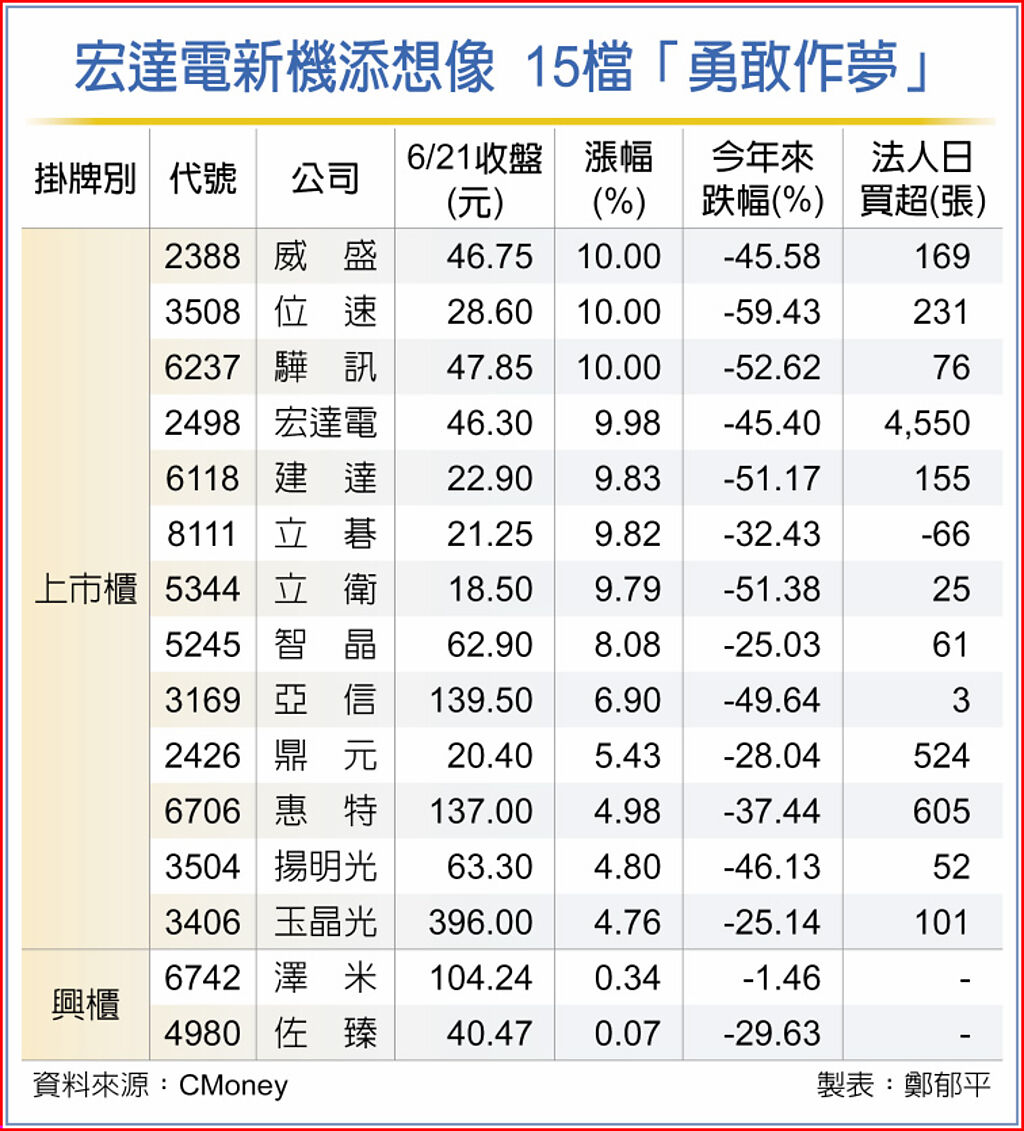 宏達電新機添想像 15檔「勇敢作夢」
掛牌別 代號 公司 6/21收盤(元) 漲幅(%) 今年來跌幅(%) 法人日買超(張)
上市櫃
2388 威盛 46.75 10.00 -45.58 169
3508 位速 28.60 10.00 -59.43 231
6237 驊訊 47.85 10.00 -52.62 76
2498 宏達電 46.30 9.98 -45.40 4,550
6118 建達 22.90 9.83 -51.17 155
8111 立碁 21.25 9.82 -32.43 -66
5344 立衛 18.50 9.79 -51.38 25
5245 智晶 62.90 8.08 -25.03 61
3169 亞信 139.50 6.90 -49.64 3
2426 鼎元 20.40 5.43 -28.04 524
6706 惠特 137.00 4.98 -37.44 605
3504 揚明光 63.30 4.80 -46.13 52
3406 玉晶光 396.00 4.76 -25.14 101
興櫃
6742 澤米 104.24 0.34 -1.46 -
4980 佐臻 40.47 0.07 -29.63 -
資料來源：CMoney 製表：鄭郁平